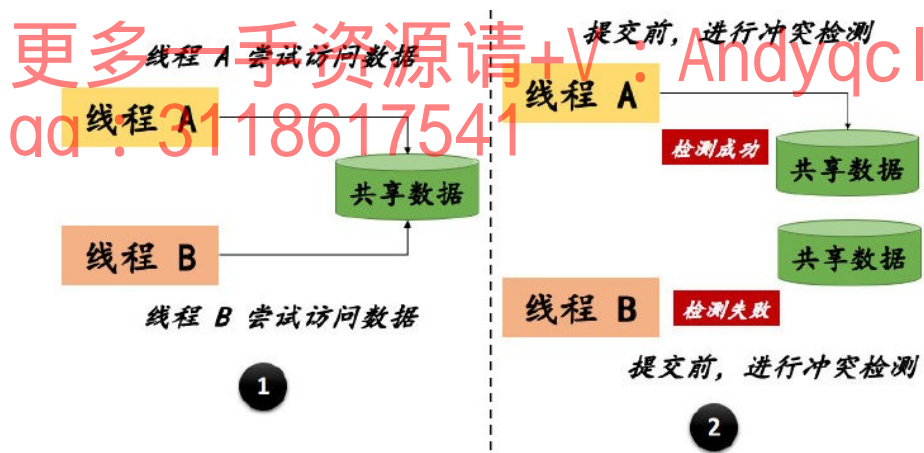 更多一手资源请+V：Andyqcl
qq：3118617541
线程 A 尝试访问数据
线程 A
共享数据
线程 B
线程 B 尝试访问数据
1
提交前，进行冲突检测
线程 A
检测成功
共享数据
共享数据
线程 B
检测失败
提交前，进行冲突检测
2